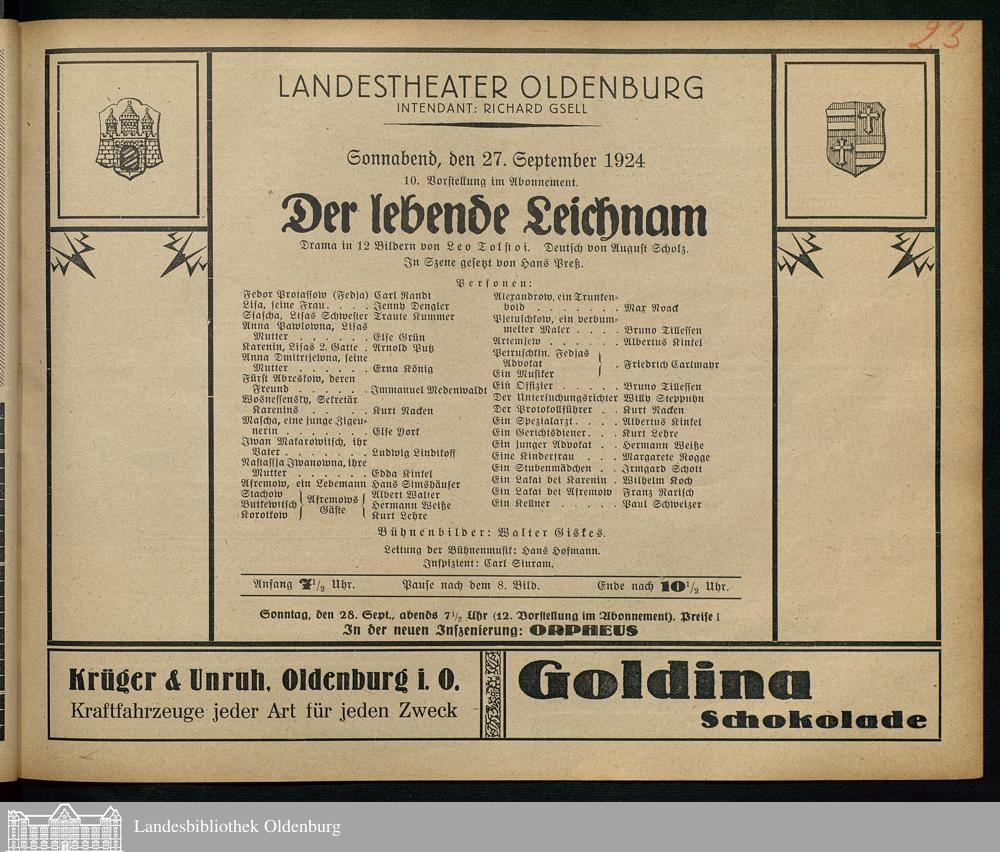 23
LANDESTHEATER OLDENBURG
INTENDANT: RICHARD GSELL
Sonnabend, den 27. September 1924
10. Vorstellung im Abonnement.
Der lebende Leichnam
Drama in 12 Bildern von Leo Tolstoi. Deutsch von August Scholz.
In Szene gesetzt von Hans Preß.
Personen:
Fedor Protassow (Fedja) Carl Randt
Lisa, seine Frau . . . . Jenny Dengler
Sascha, Lisas Schwester Traute Kummer
Anna Pawlowna, Lisas
Mutter . . . . . . Else Grün
Karenin, Lisas 2. Gatte . Arnold Putz
Anna Dmitrijewna, seine
Mutter . . . . . . Erna König
Fürst Abreskow, deren
Freund . . . . . . Immanuel Medenwaldt
Wosnessensky, Sekretär
Karenins . . . . . Kurt Nacken
Mascha, eine junge Zigeu-
nerin . . . . . . Else York
Iwan Makarowitsch, ihr
Vater . . . . . . . Ludwig Lindikoff
Nastassja Iwanowna, ihre
Mutter . . . . . . Edda Kinkel
Afremow, ein Lebemann Hans Simshäuser
Stachow } Afremows { Albert Walter
Butkewitsch } Gäste { Hermann Weiße
Korotkow } { Kurt Lehre
Alexandrow, ein Trunken-
bold . . . . . . . Max Noack
Pjetuschkow, ein verbum-
melter Maler . . . . Bruno Tillessen
Artemjew . . . . . . Albertus Kinkel
Petruschkin, Fedjas
Advokat } . Friedrich Carlmayr
Ein Musiker }
Ein Offizier . . . . . Bruno Tillessen
Der Untersuchungsrichter Willy Steppuhn
Der Protokollführer . . Kurt Nacken
Ein Spezialarzt . . . Albertus Kinkel
Ein Gerichtsdiener . . . Kurt Lehre
Ein junger Advokat . . Hermann Weiße
Eine Kinderfrau . . . Margarete Rogge
Ein Stubenmädchen . . Irmgard Schott
Ein Lakai bei Karenin . Wilhelm Koch
Ein Lakai bei Afremow Franz Narisch
Ein Kellner . . . . . Paul Schweizer
Bühnenbilder: Walter Giskes.
Leitung der Bühnenmusik: Hans Hofmann.
Inspizient: Carl Sinram.
Anfang 7 1/2 Uhr. Pause nach dem 8. Bild. Ende nach 10 1/2 Uhr.
Sonntag, den 28. Sept., abends 7 1/2 Uhr (12. Vorstellung im Abonnement). Preise I
In der neuen Inszenierung: ORPHEUS
Krüger & Unruh, Oldenburg i. O.
Kraftfahrzeuge jeder Art für jeden Zweck
Goldina
Schokolade
Landesbibliothek Oldenburg